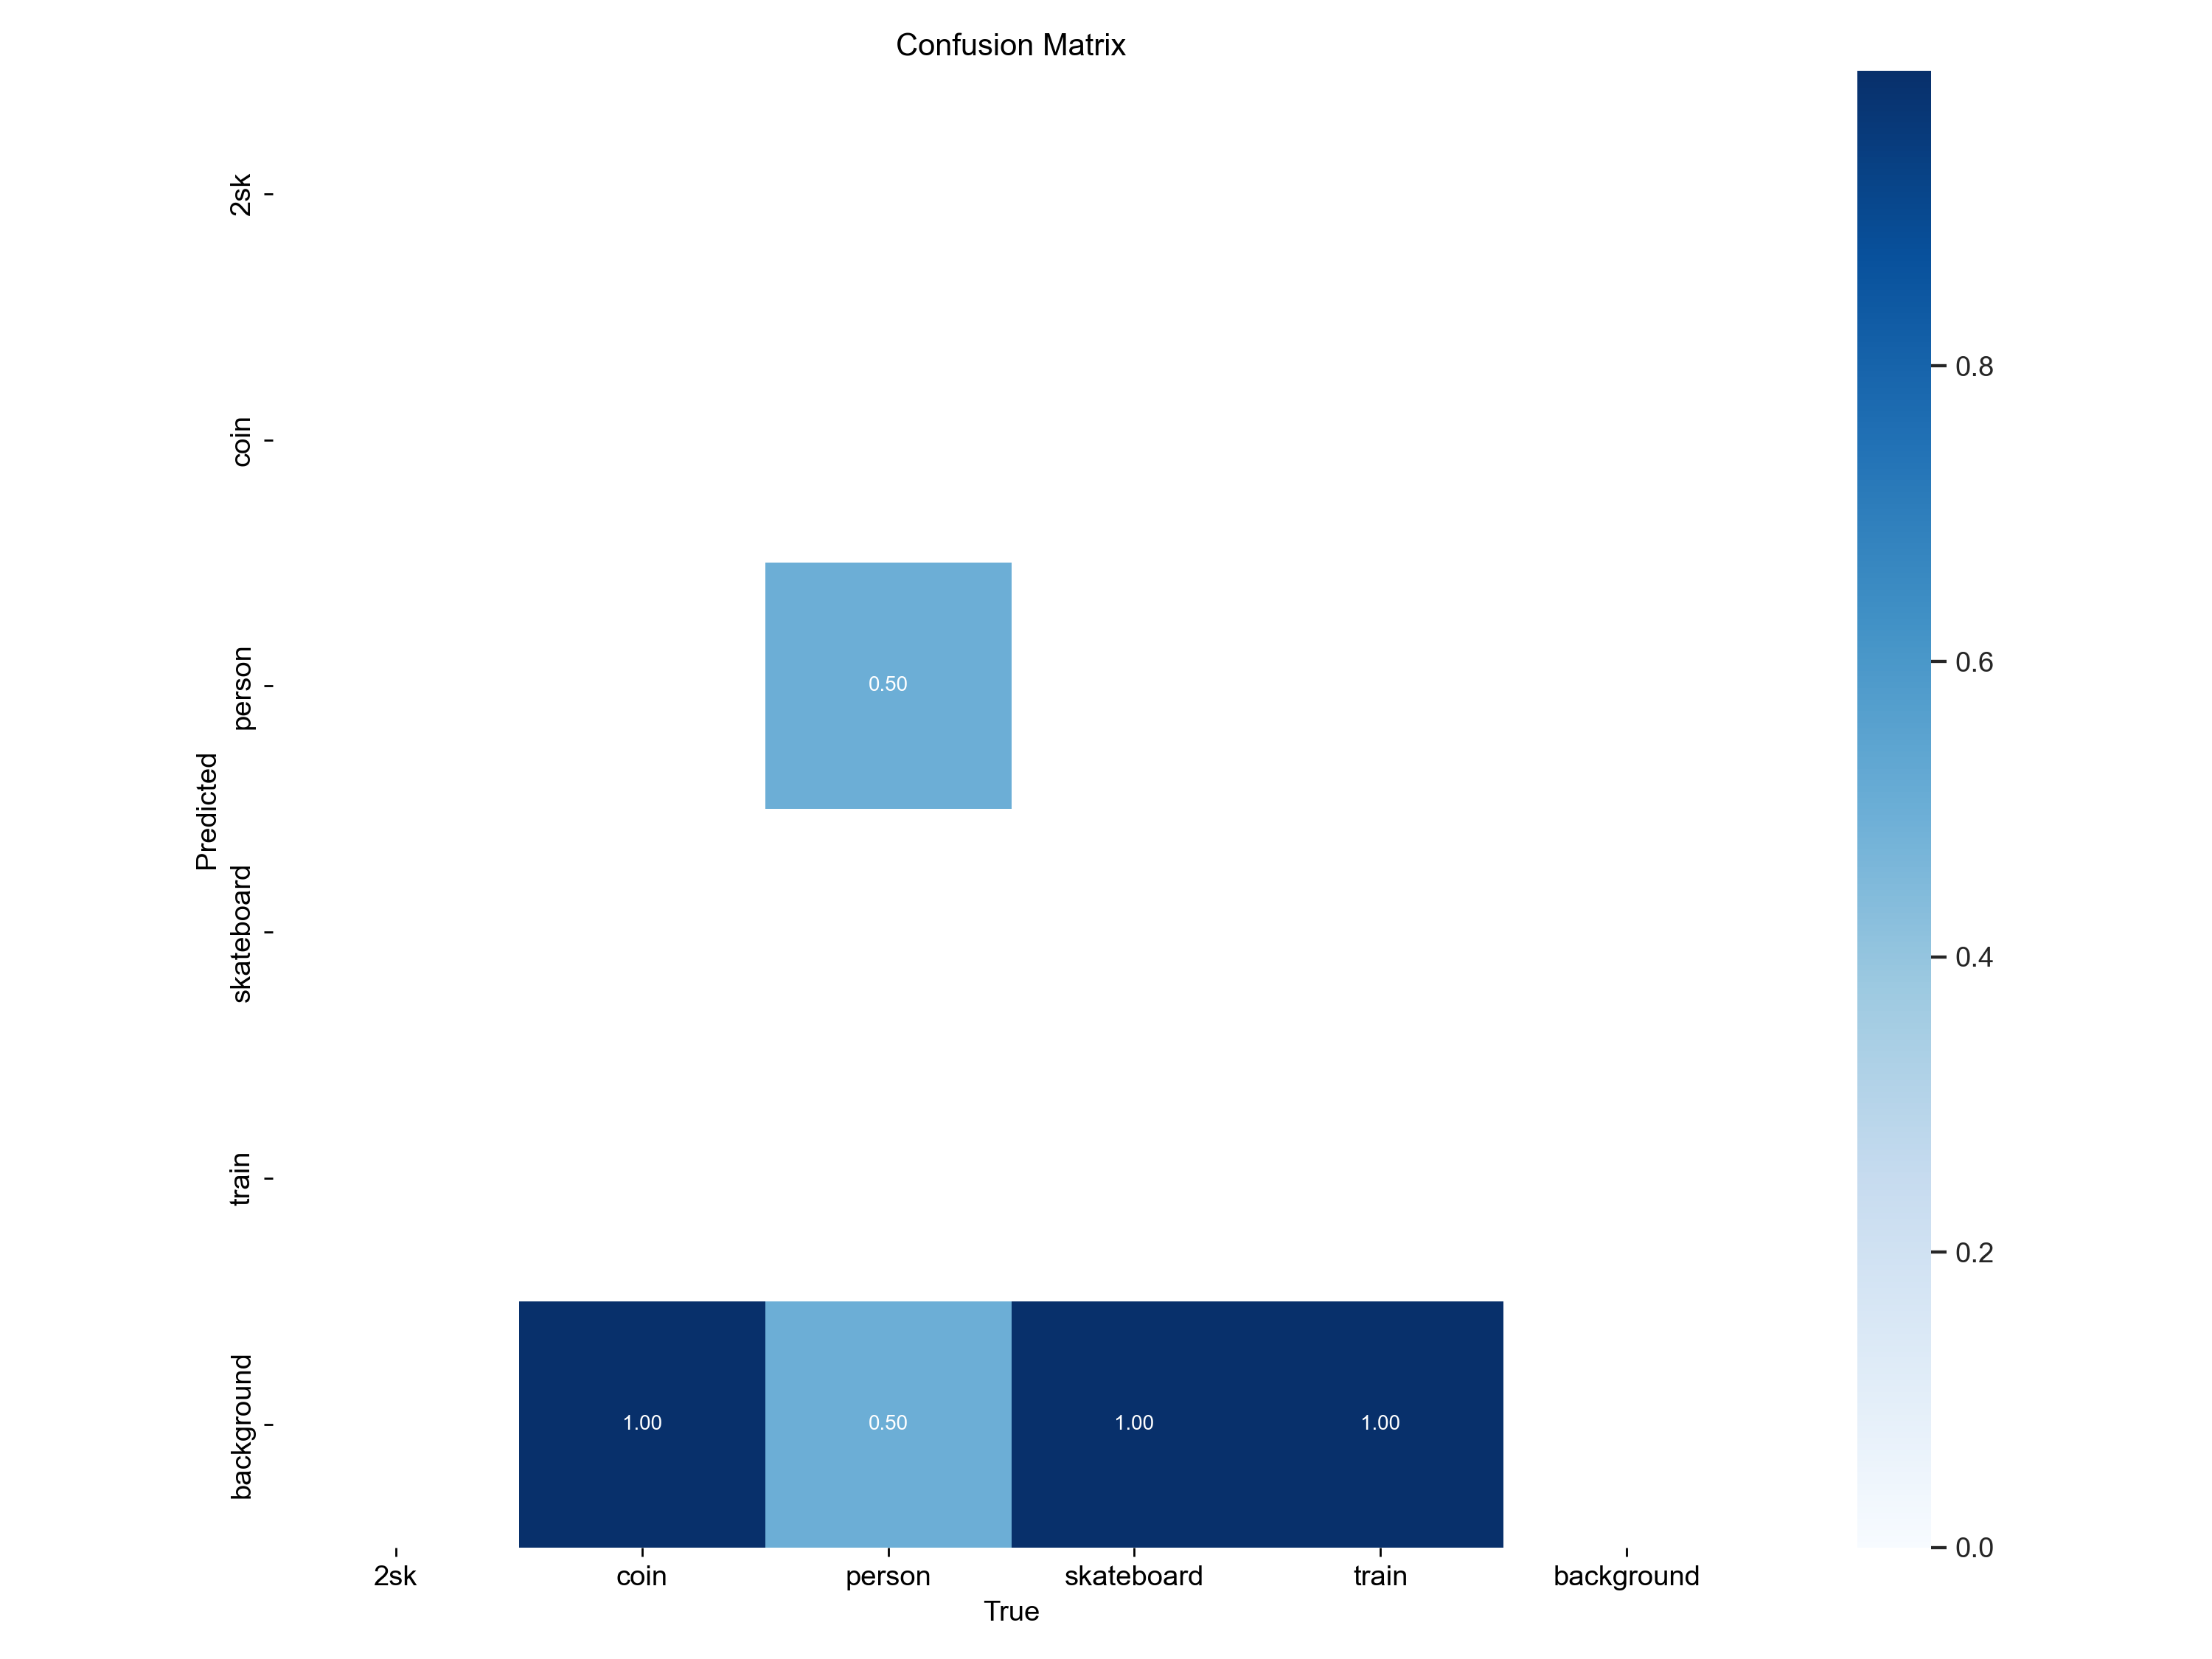 Confusion Matrix
2sk
coin
person
skateboard
train
background
Predicted
0.50
1.00
0.50
1.00
1.00
2sk
coin
person
skateboard
train
background
True
0.8
0.6
0.4
0.2
0.0